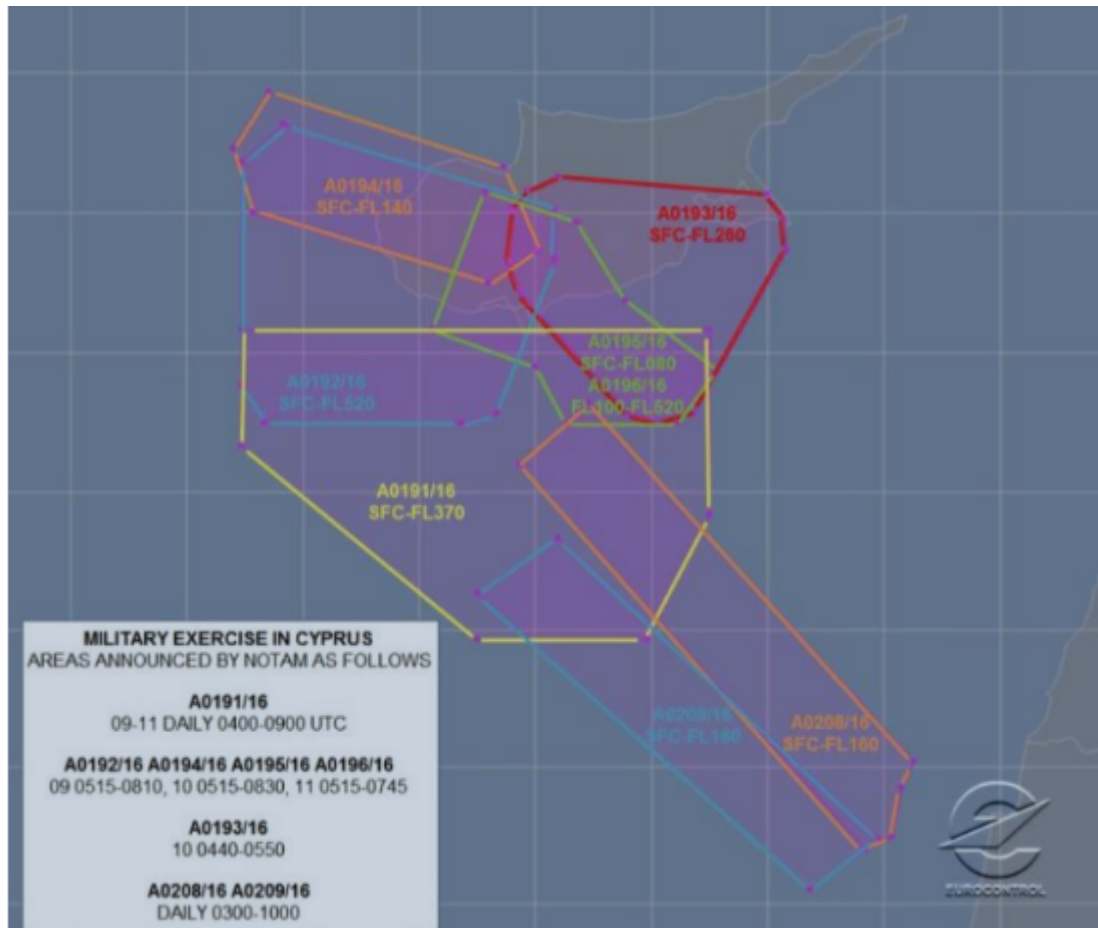 A0194/16
SFC-FL140
A0193/16
SFC-FL260
A0195/16
SFC-FL080
A0196/16
FL100-FL520
A0192/16
SFC-FL520
A0191/16
SFC-FL370
A0209/16
SFC-FL160
A0208/16
SFC-FL160
MILITARY EXERCISE IN CYPRUS
AREAS ANNOUNCED BY NOTAM AS FOLLOWS
A0191/16
09-11 DAILY 0400-0900 UTC
A0192/16 A0194/16 A0195/16 A0196/16
09 0515-0810, 10 0515-0830, 11 0515-0745
A0193/16
10 0440-0550
A0208/16 A0209/16
DAILY 0300-1000
EUROCONTROL